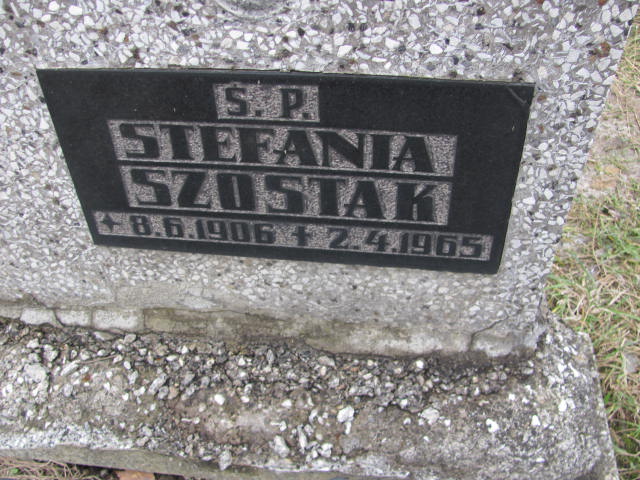 Ś. P.
STEFANIA
SZOSTAK
✦ 8.6.1906 ✝ 2.4.1965